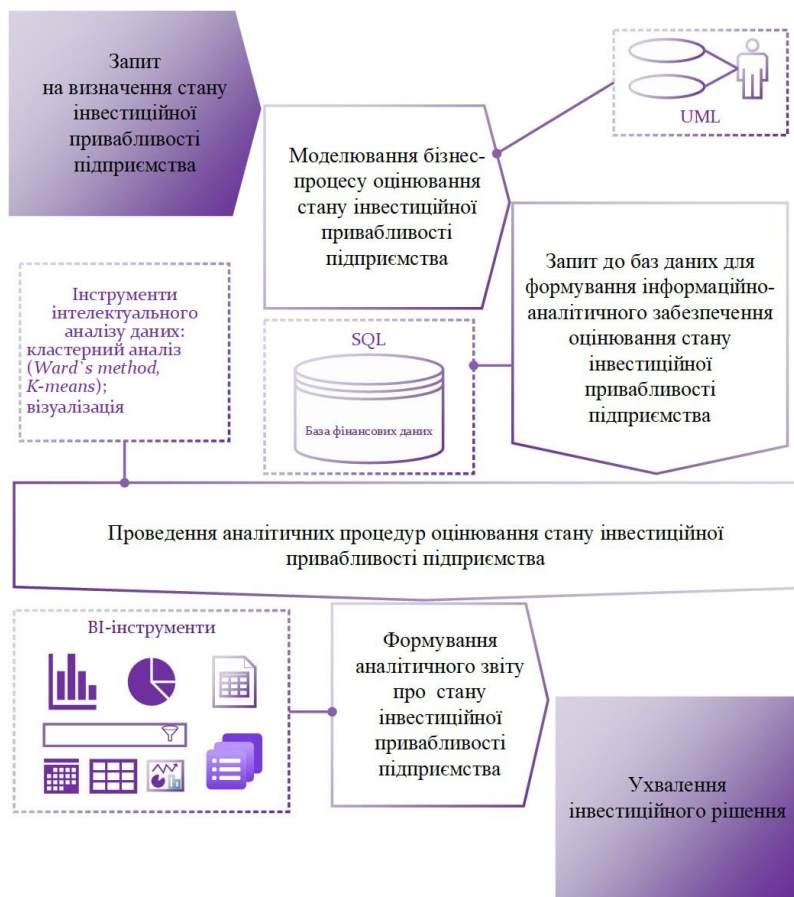 Запит
на визначення стану
інвестиційної
привабливості
підприємства
UML
Моделювання бізнес-
процесу оцінювання
стану інвестиційної
привабливості
підприємства
Запит до баз даних для
формування інформаційно-
аналітичного забезпечення
оцінювання стану
інвестиційної
привабливості
підприємства
Інструменти
інтелектуального
аналізу даних:
кластерний аналіз
(Ward`s method,
K-means);
візуалізація
SQL
База фінансових даних
Проведення аналітичних процедур оцінювання стану інвестиційної
привабливості підприємства
BI-інструменти
Формування
аналітичного звіту
про стану
інвестиційної
привабливості
підприємства
Ухвалення
інвестиційного рішення